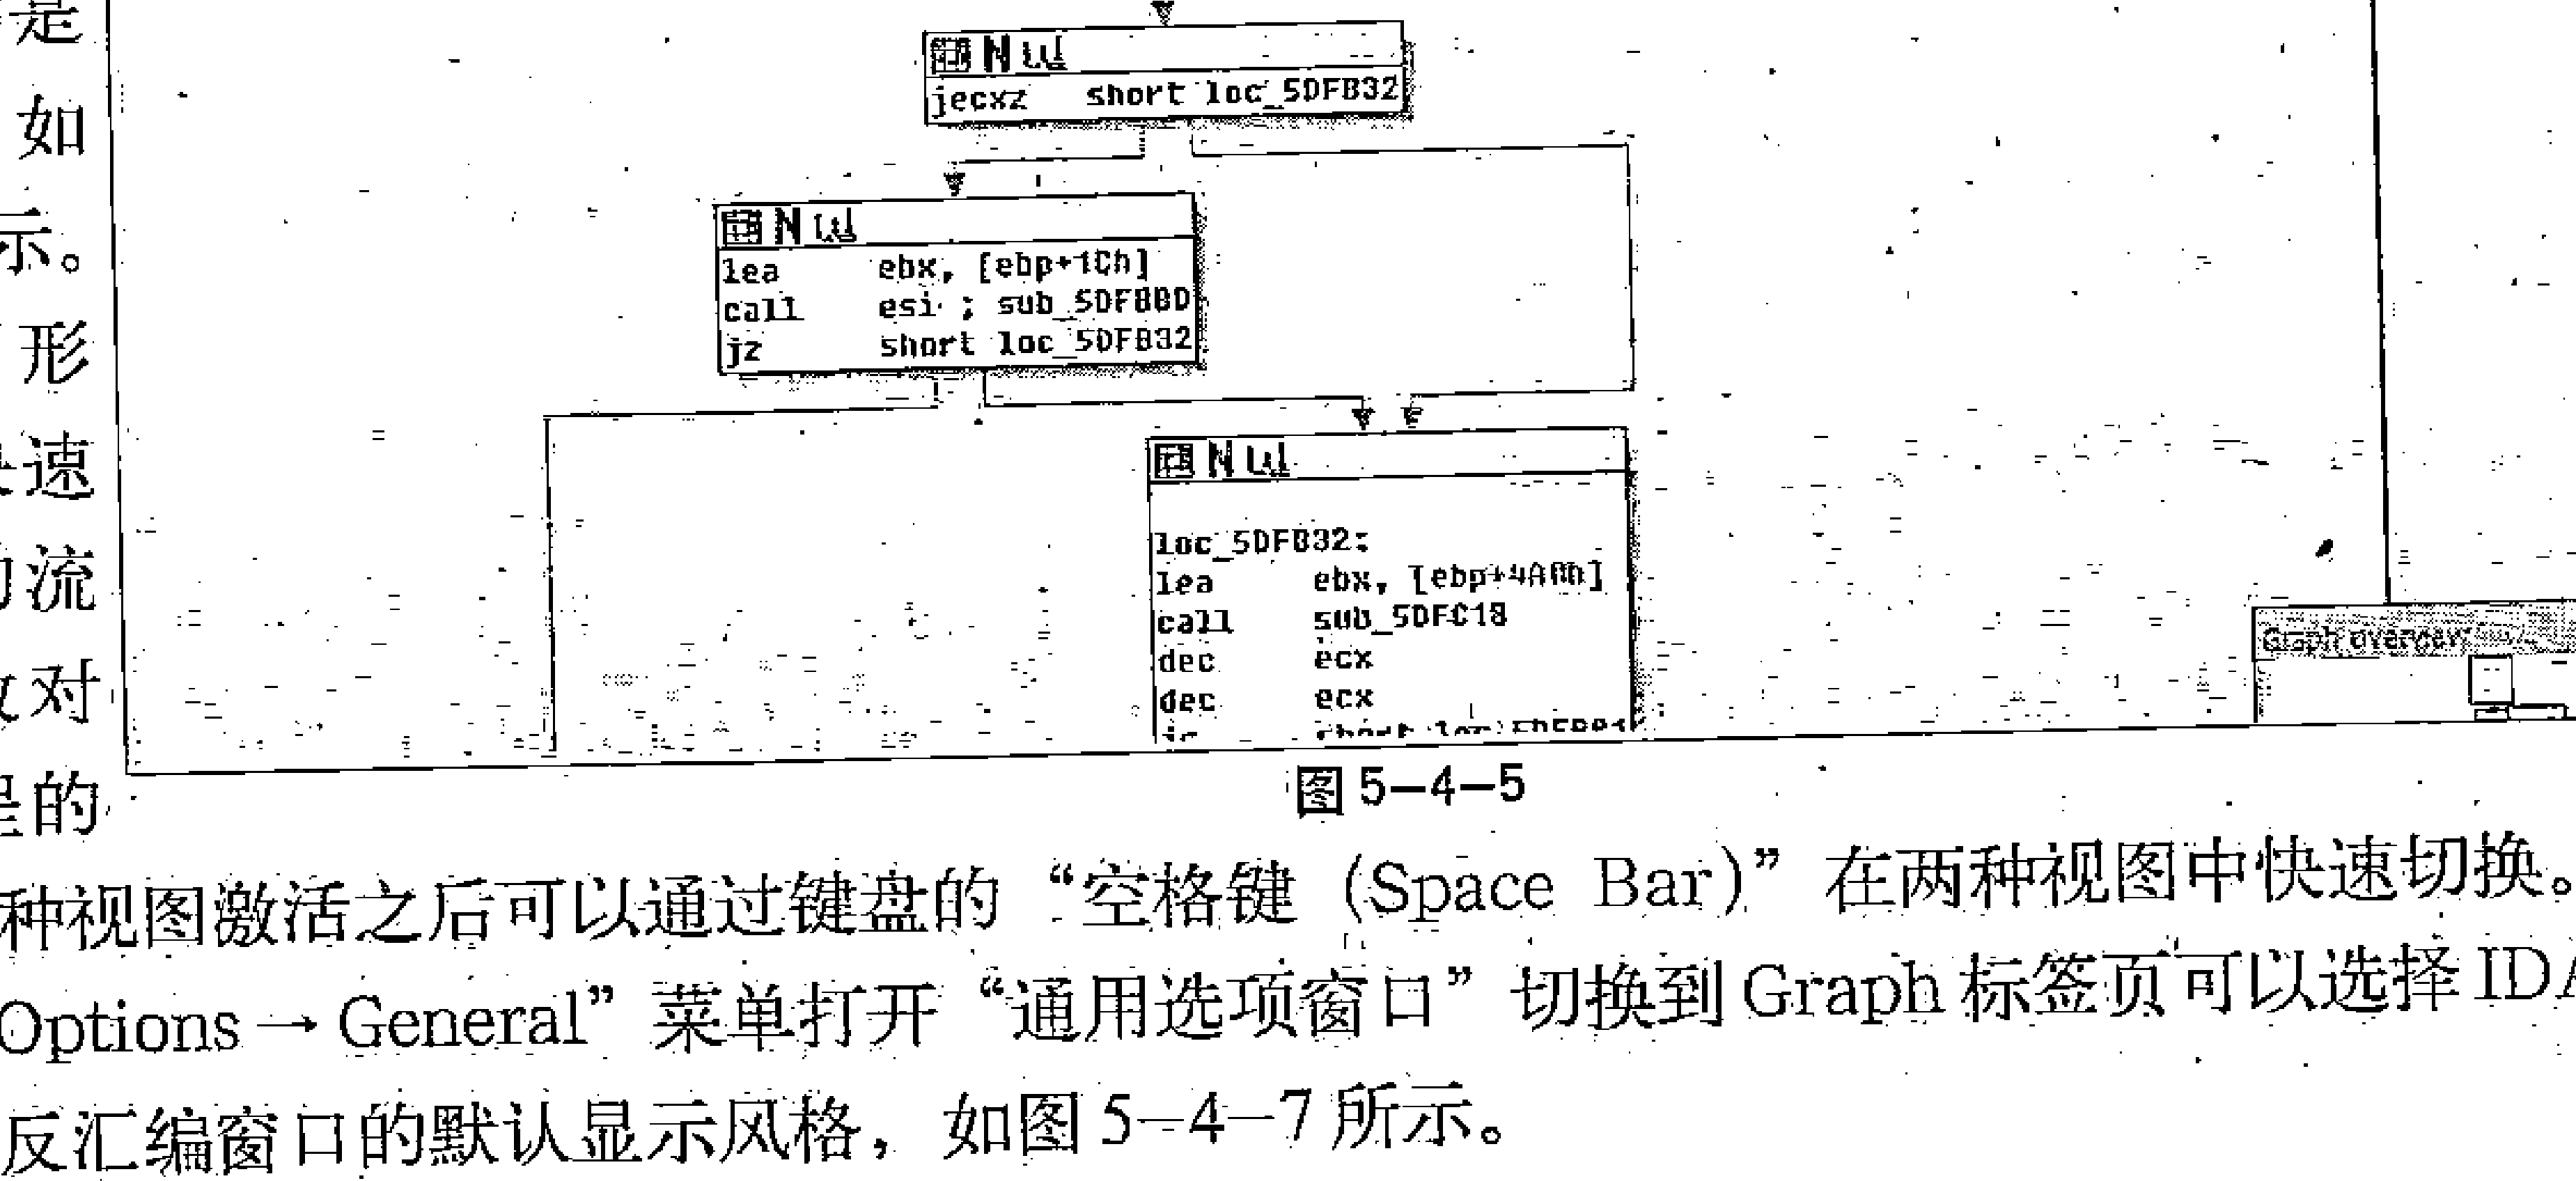 是
如
示。
形
速
流
对
的
jecxz short loc_5DFB32
lea ebx, [ebp+1Ch]
call esi ; sub_5DFBBD
jz short loc_5DFB32
loc_5DFB32:
lea ebx,
call sub_5DFC18
dec ecx
dec ecx
Graph overview
图5-4-5
种视图激活之后可以通过键盘的“空格键 (Space Bar)”在两种视图中快速切换。
Options→General”菜单打开“通用选项窗口”切换到Graph标签页可以选择IDA
反汇编窗口的默认显示风格，如图5-4-7所示。